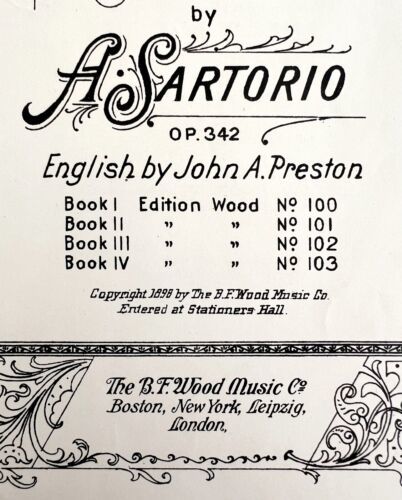 by
A. SARTORIO
OP. 342
English by John A. Preston
Book I Edition Wood Nº 100
Book II " " Nº 101
Book III " " Nº 102
Book IV " " Nº 103
Copyright 1898 by The B.F. Wood Music Co.
Entered at Stationers Hall.
The B.F. Wood Music Co
Boston, New York, Leipzig,
London,